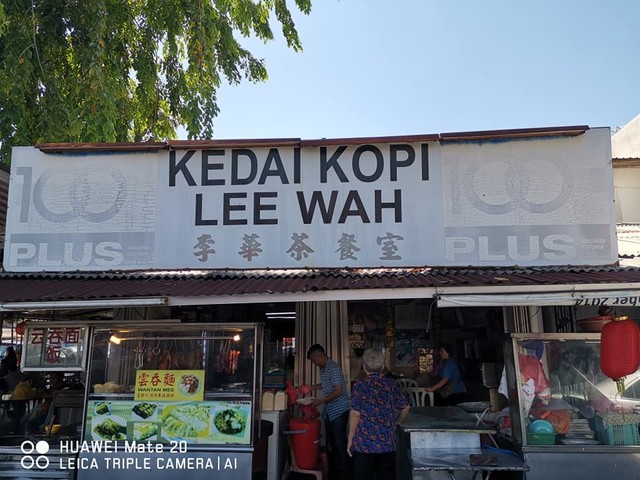 100
PLUS
KEDAI KOPI
LEE WAH
李華茶餐室
100
PLUS
云吞面
雲吞麵
WANTAN MEE
HUAWEI Mate 20
LEICA TRIPLE CAMERA | AI